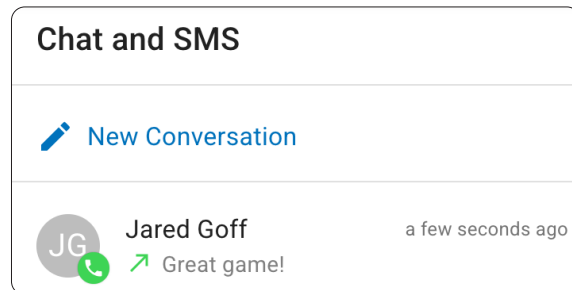 Chat and SMS
New Conversation
JG Jared Goff a few seconds ago
Great game!